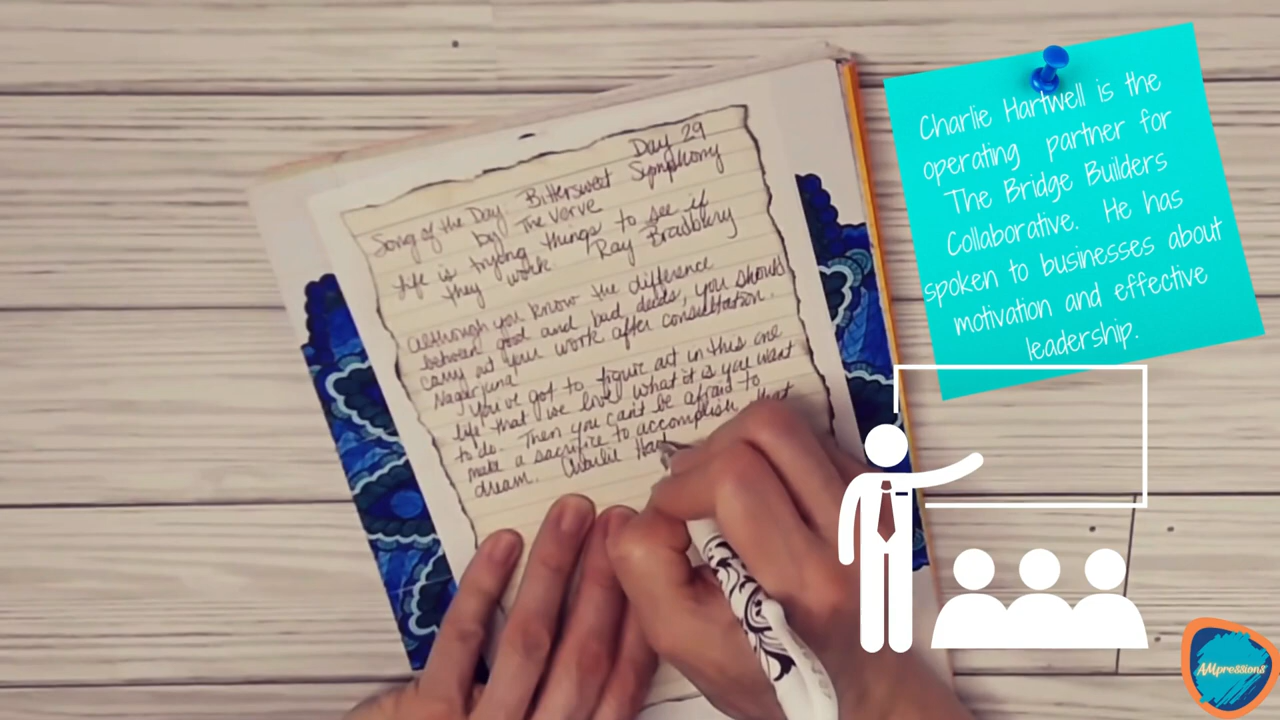 Day 29
Song of the Day: Bittersweet Symphony
by The Verve
Life is trying things to see if
they work Ray Bradbury
Although you know the difference
between good and bad deeds, you should
carry out your work after consultation.
Nagarjuna
You've got to figure out in this one
life that we live, what it is you want
to do. Then you can't be afraid to
make a sacrifice to accomplish that
dream. Charlie Hart
Charlie Hartwell is the
operating partner for
The Bridge Builders
Collaborative. He has
spoken to businesses about
motivation and effective
leadership.
AMpressions